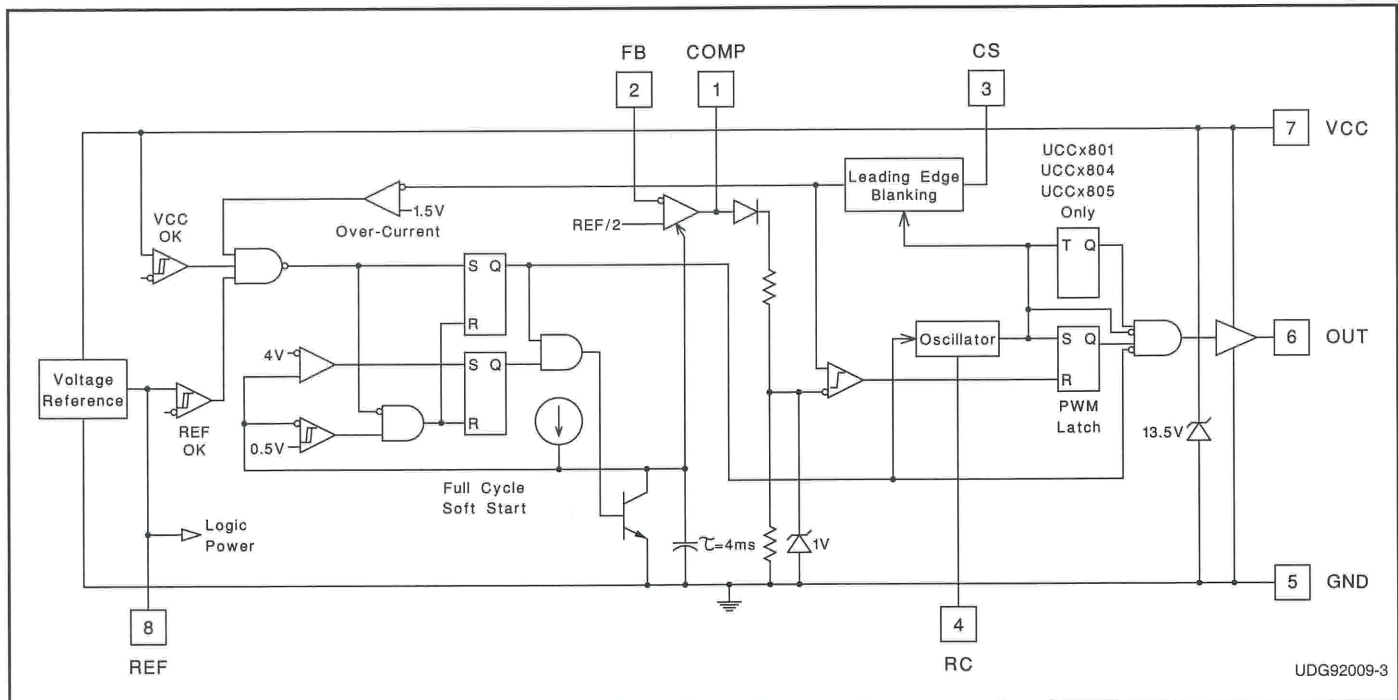 FB
COMP
CS
2
1
3
7
VCC
UCCx801
UCCx804
UCCx805
Only
Leading Edge
Blanking
VCC
OK
1.5V
Over-Current
REF/2
T Q
S Q
R
Oscillator
S Q
R
PWM
Latch
6
OUT
4V
S Q
R
Voltage
Reference
REF
OK
0.5V
13.5V
Full Cycle
Soft Start
Logic
Power
τ=4ms
1V
5
GND
8
REF
4
RC
UDG92009-3